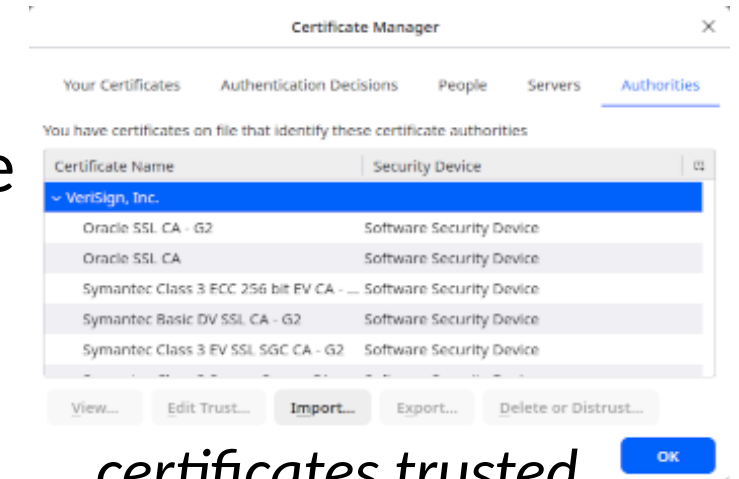 Certificate Manager
Your Certificates Authentication Decisions People Servers Authorities
You have certificates on file that identify these certificate authorities
e
Certificate Name Security Device
VeriSign, Inc.
Oracle SSL CA - G2 Software Security Device
Oracle SSL CA Software Security Device
Symantec Class 3 ECC 256 bit EV CA - ... Software Security Device
Symantec Basic DV SSL CA - G2 Software Security Device
Symantec Class 3 EV SSL SGC CA - G2 Software Security Device
View... Edit Trust... Import... Export... Delete or Distrust...
OK
certificates trusted